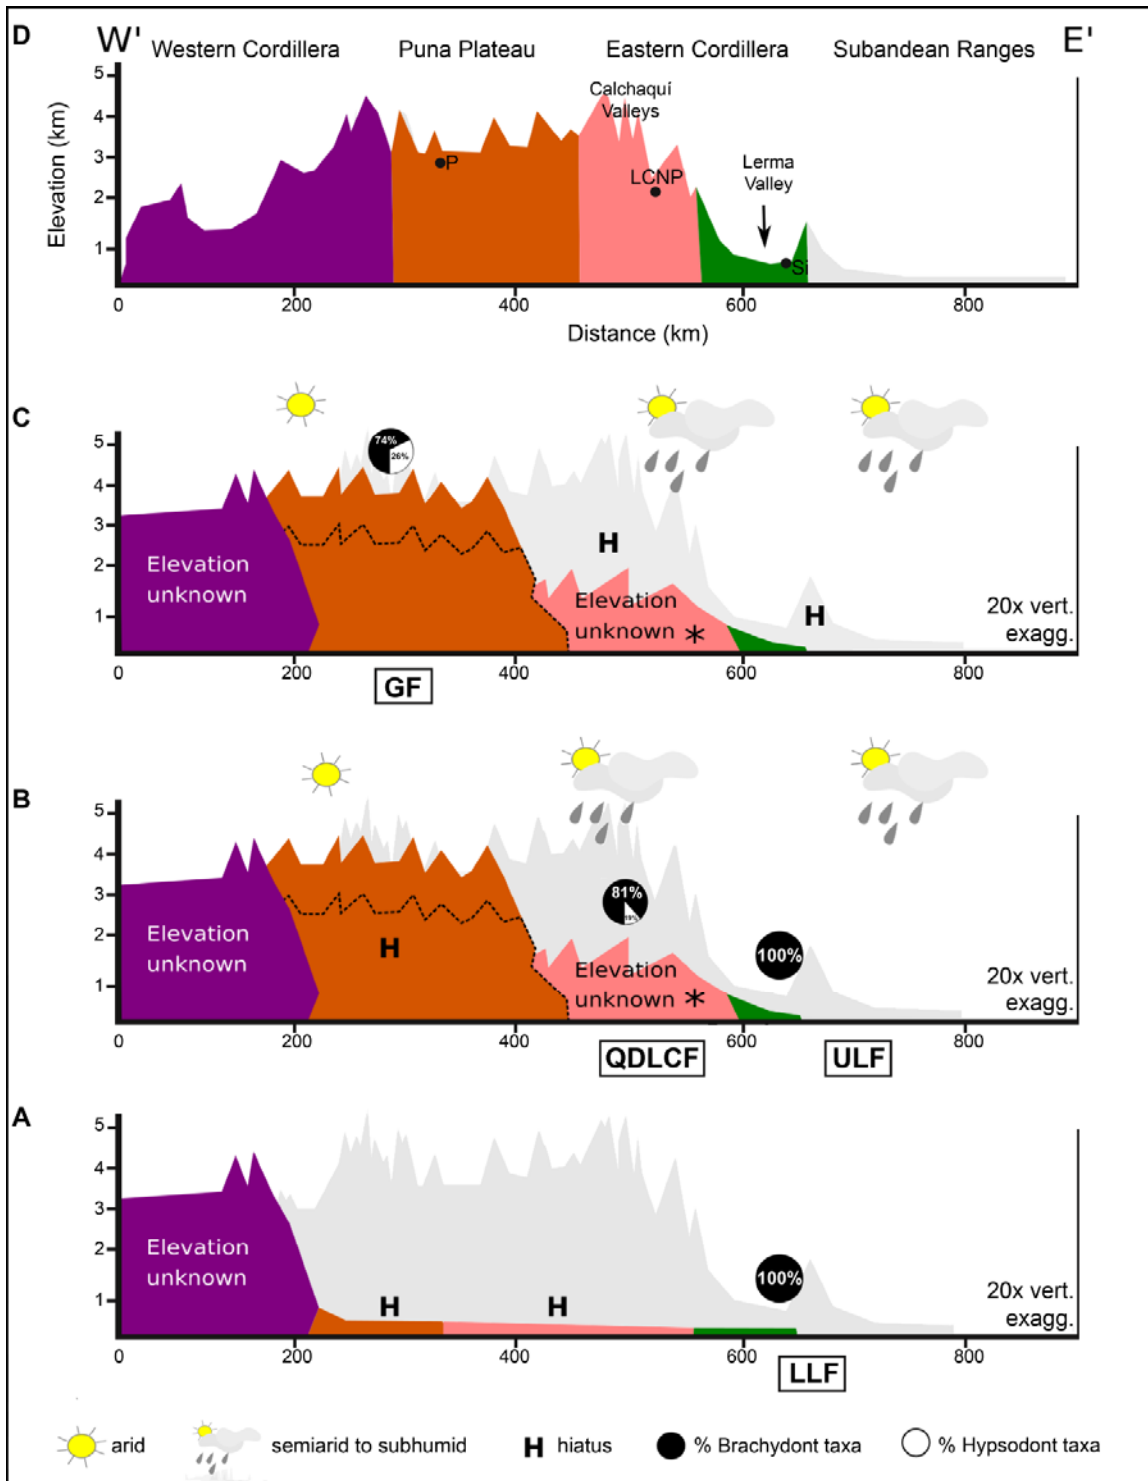 D
W'
Western Cordillera
Puna Plateau
Eastern Cordillera
Subandean Ranges
E'
Elevation (km)
5
4
3
2
1
Calchaquí
Valleys
P
LCNP
Lerma
Valley
Si
0
200
400
600
800
Distance (km)
C
5
4
3
2
1
74%
26%
H
H
Elevation
unknown
Elevation
unknown *
20x vert.
exagg.
0
200
400
600
800
GF
B
5
4
3
2
1
81%
19%
100%
Elevation
unknown
H
Elevation
unknown *
20x vert.
exagg.
0
200
400
600
800
QDLCF
ULF
A
5
4
3
2
1
Elevation
unknown
H
H
100%
20x vert.
exagg.
0
200
400
600
800
LLF
arid
semiarid to subhumid
H hiatus
% Brachydont taxa
% Hypsodont taxa